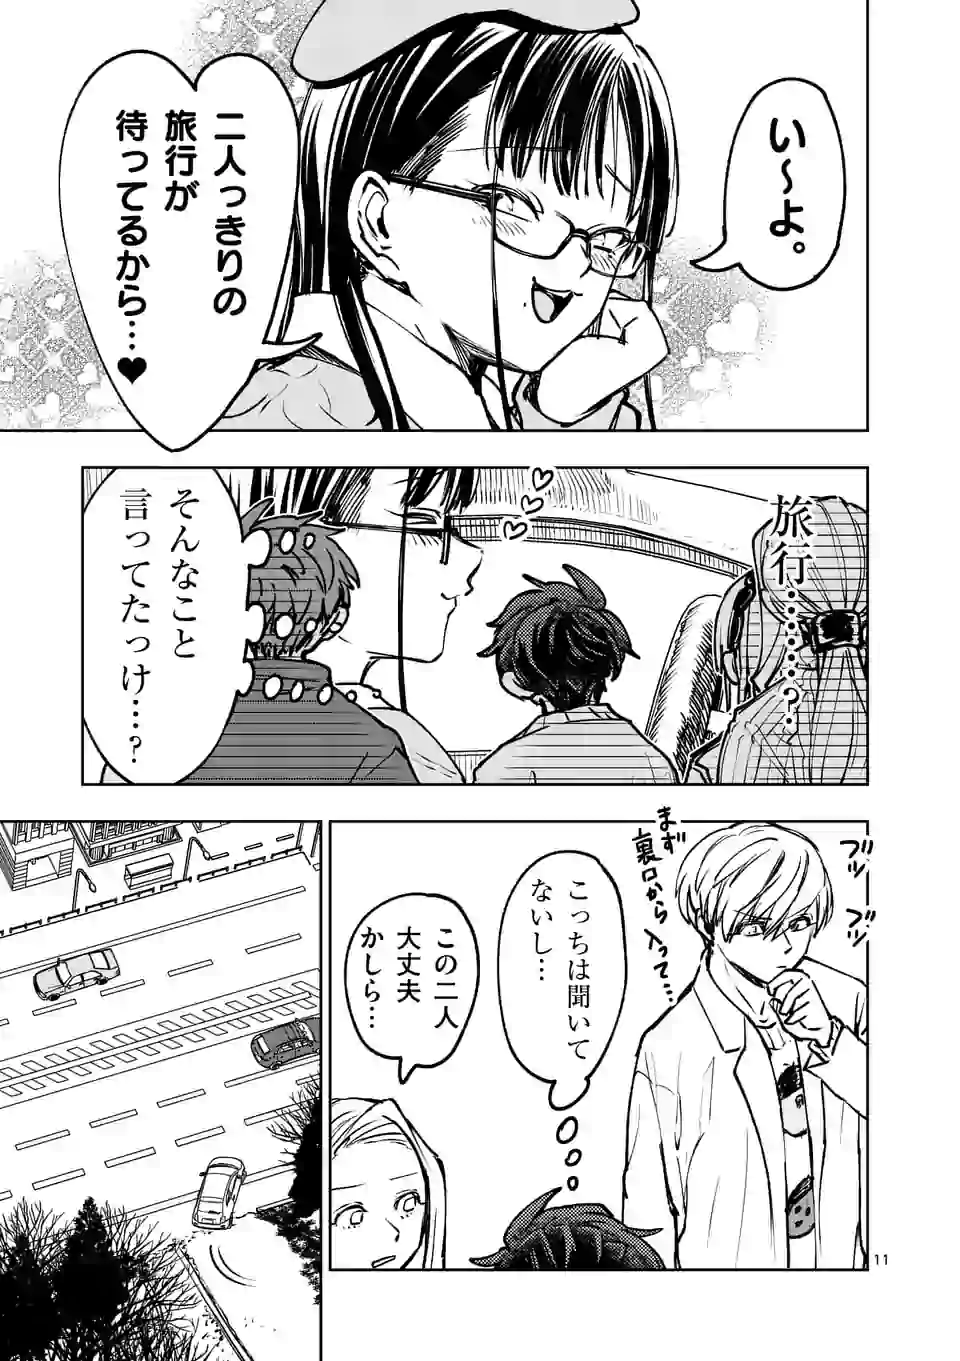 い〜よ。
二人っきりの
旅行が
待ってるから…♥
旅行………?
そんなこと
言ってたっけ…?
ブツ
ブツ
まず
裏口から
入って…
こっちは聞いて
ないし…
この二人
大丈夫
かしら…
11